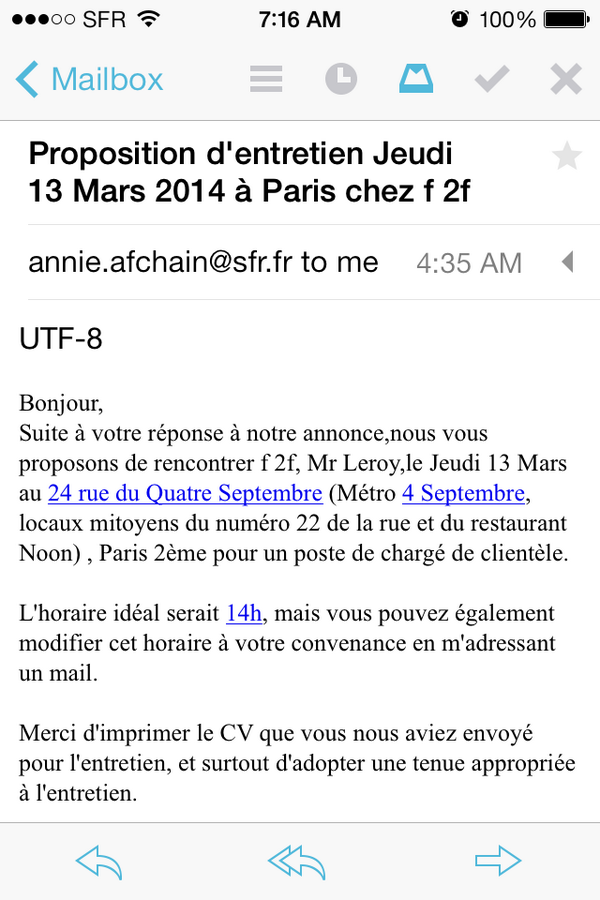 SFR 7:16 AM 100%
Mailbox
Proposition d'entretien Jeudi
13 Mars 2014 à Paris chez f 2f
annie.afchain@sfr.fr to me 4:35 AM
UTF-8
Bonjour,
Suite à votre réponse à notre annonce,nous vous
proposons de rencontrer f 2f, Mr Leroy,le Jeudi 13 Mars
au 24 rue du Quatre Septembre (Métro 4 Septembre,
locaux mitoyens du numéro 22 de la rue et du restaurant
Noon) , Paris 2ème pour un poste de chargé de clientèle.
L'horaire idéal serait 14h, mais vous pouvez également
modifier cet horaire à votre convenance en m'adressant
un mail.
Merci d'imprimer le CV que vous nous aviez envoyé
pour l'entretien, et surtout d'adopter une tenue appropriée
à l'entretien.